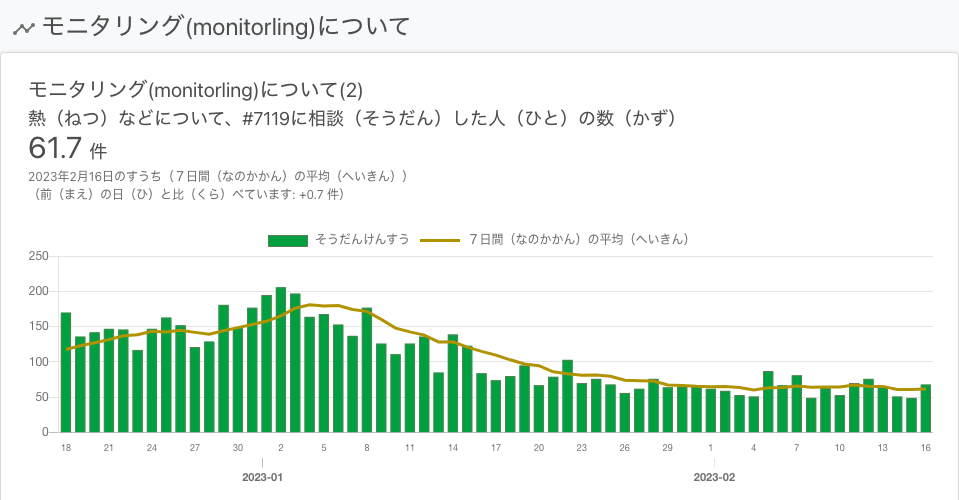 モニタリング(monitorling)について
モニタリング(monitorling)について(2)
熱（ねつ）などについて、#7119に相談（そうだん）した人（ひと）の数（かず）
61.7 件
2023年2月16日のすうち（７日間（なのかかん）の平均（へいきん））
（前（まえ）の日（ひ）と比（くら）べています: +0.7 件）
そうだんけんすう ７日間（なのかかん）の平均（へいきん）
250
200
150
100
50
0
18 21 24 27 30 2 5 8 11 14 17 20 23 26 29 1 4 7 10 13 16
2023-01 2023-02